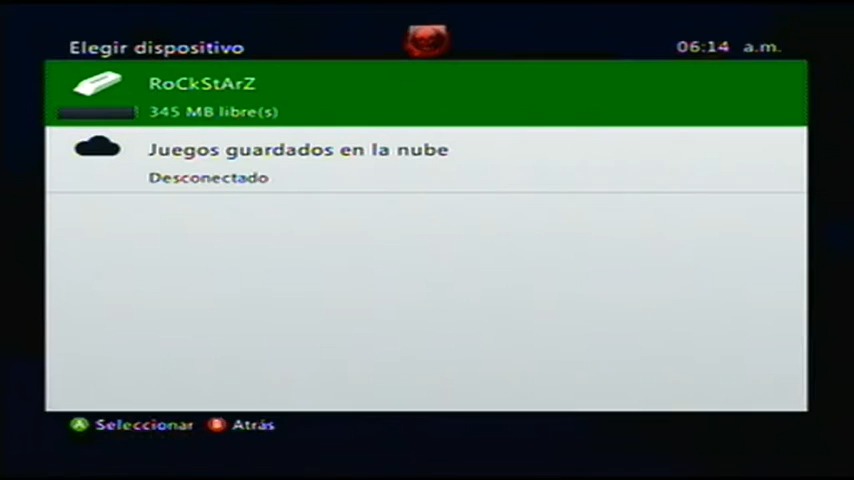 Elegir dispositivo
06:14 a.m.
RoCkStArZ
345 MB libre(s)
Juegos guardados en la nube
Desconectado
A Seleccionar B Atrás